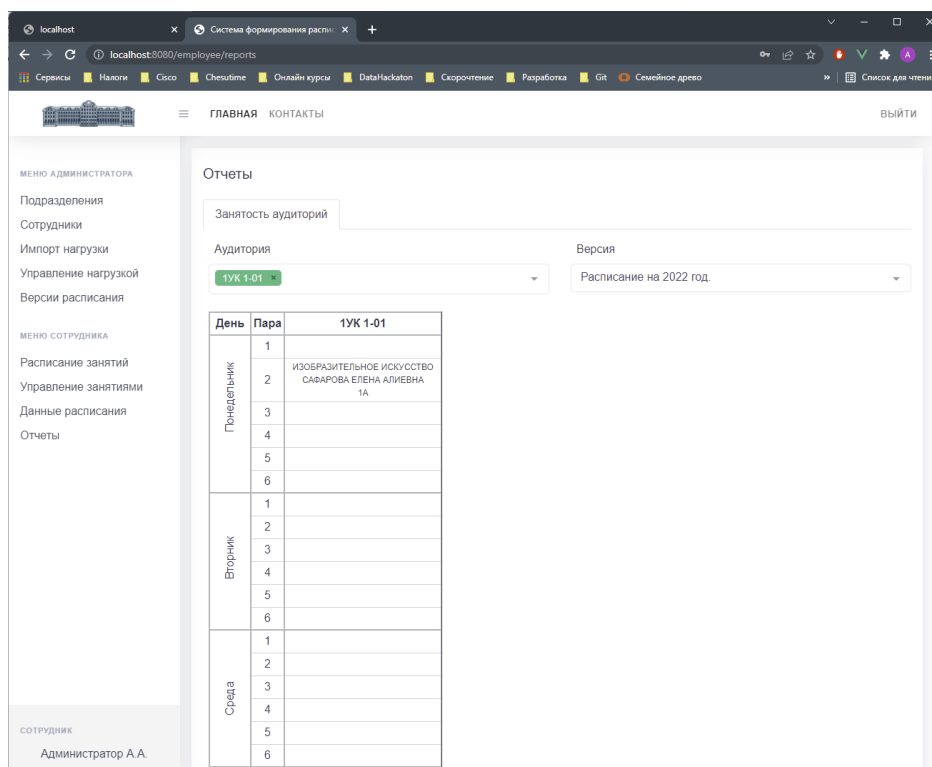 localhost
Система формирования распис
localhost:8080/employee/reports
A
Сервисы Налоги Cisco Chesutime Онлайн курсы DataHackaton Скорочтение Разработка Git Семейное древо » Список для чтени
ГЛАВНАЯ КОНТАКТЫ ВЫЙТИ
МЕНЮ АДМИНИСТРАТОРА
Подразделения
Сотрудники
Импорт нагрузки
Управление нагрузкой
Версии расписания
МЕНЮ СОТРУДНИКА
Расписание занятий
Управление занятиями
Данные расписания
Отчеты
СОТРУДНИК
Администратор А.А.
Отчеты
Занятость аудиторий
Аудитория Версия
1УК 1-01 × Расписание на 2022 год.
День Пара 1УК 1-01
Понедельник
1
2 ИЗОБРАЗИТЕЛЬНОЕ ИСКУССТВО
САФАРОВА ЕЛЕНА АЛИЕВНА
1А
3
4
5
6
Вторник
1
2
3
4
5
6
Среда
1
2
3
4
5
6